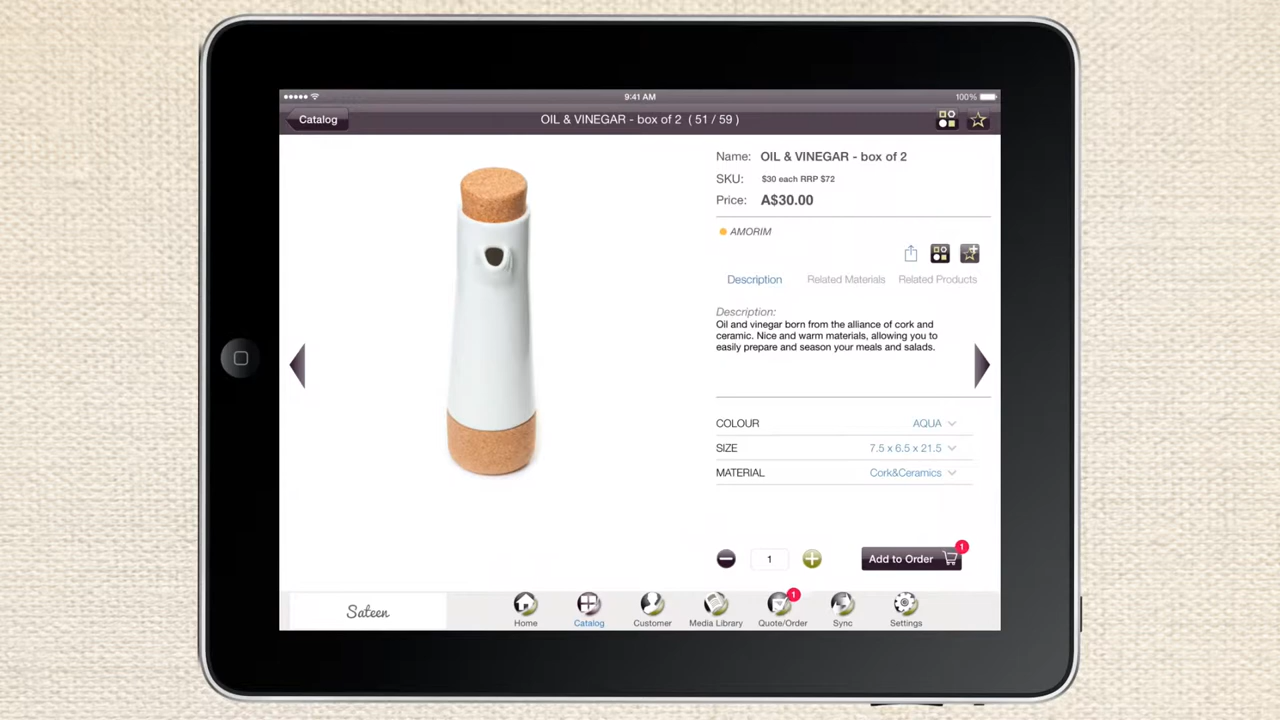 9:41 AM
100%
Catalog
OIL & VINEGAR - box of 2 ( 51 / 59 )
Name: OIL & VINEGAR - box of 2
SKU: $30 each RRP $72
Price: A$30.00
AMORIM
Description Related Materials Related Products
Description:
Oil and vinegar born from the alliance of cork and
ceramic. Nice and warm materials, allowing you to
easily prepare and season your meals and salads.
COLOUR AQUA
SIZE 7.5 x 6.5 x 21.5
MATERIAL Cork&Ceramics
1
Add to Order
1
Sateen
Home
Catalog
Customer
Media Library
1
Quote/Order
Sync
Settings